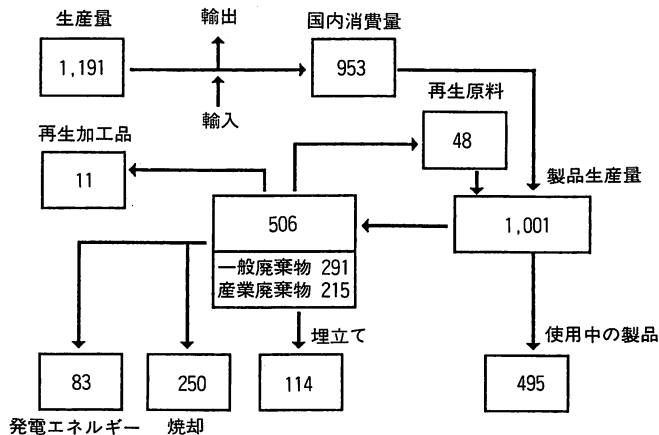 生産量
輸出
国内消費量
1,191
953
輸入
再生原料
再生加工品
48
11
製品生産量
506
1,001
一般廃棄物 291
産業廃棄物 215
埋立て
使用中の製品
83
250
114
495
発電エネルギー
焼却